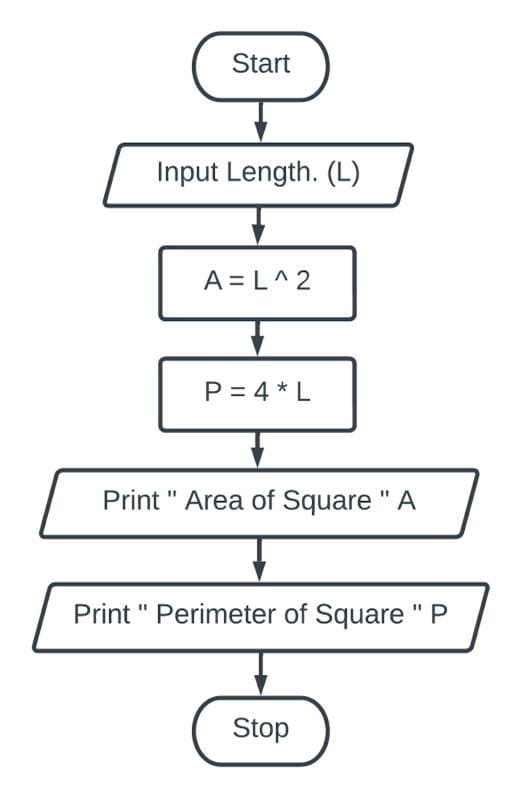 Start
Input Length. (L)
A = L ^ 2
P = 4 * L
Print " Area of Square " A
Print " Perimeter of Square " P
Stop